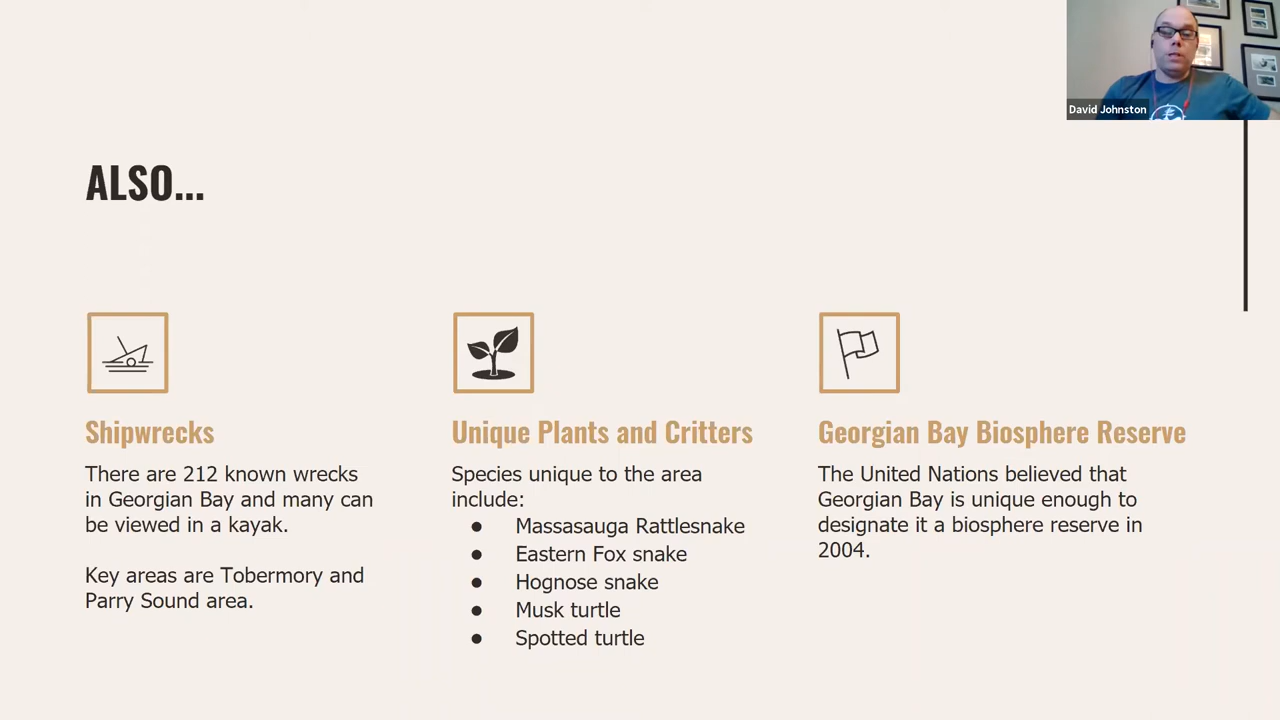 David Johnston
ALSO...
Shipwrecks
There are 212 known wrecks
in Georgian Bay and many can
be viewed in a kayak.
Key areas are Tobermory and
Parry Sound area.
Unique Plants and Critters
Species unique to the area
include:
● Massasauga Rattlesnake
● Eastern Fox snake
● Hognose snake
● Musk turtle
● Spotted turtle
Georgian Bay Biosphere Reserve
The United Nations believed that
Georgian Bay is unique enough to
designate it a biosphere reserve in
2004.